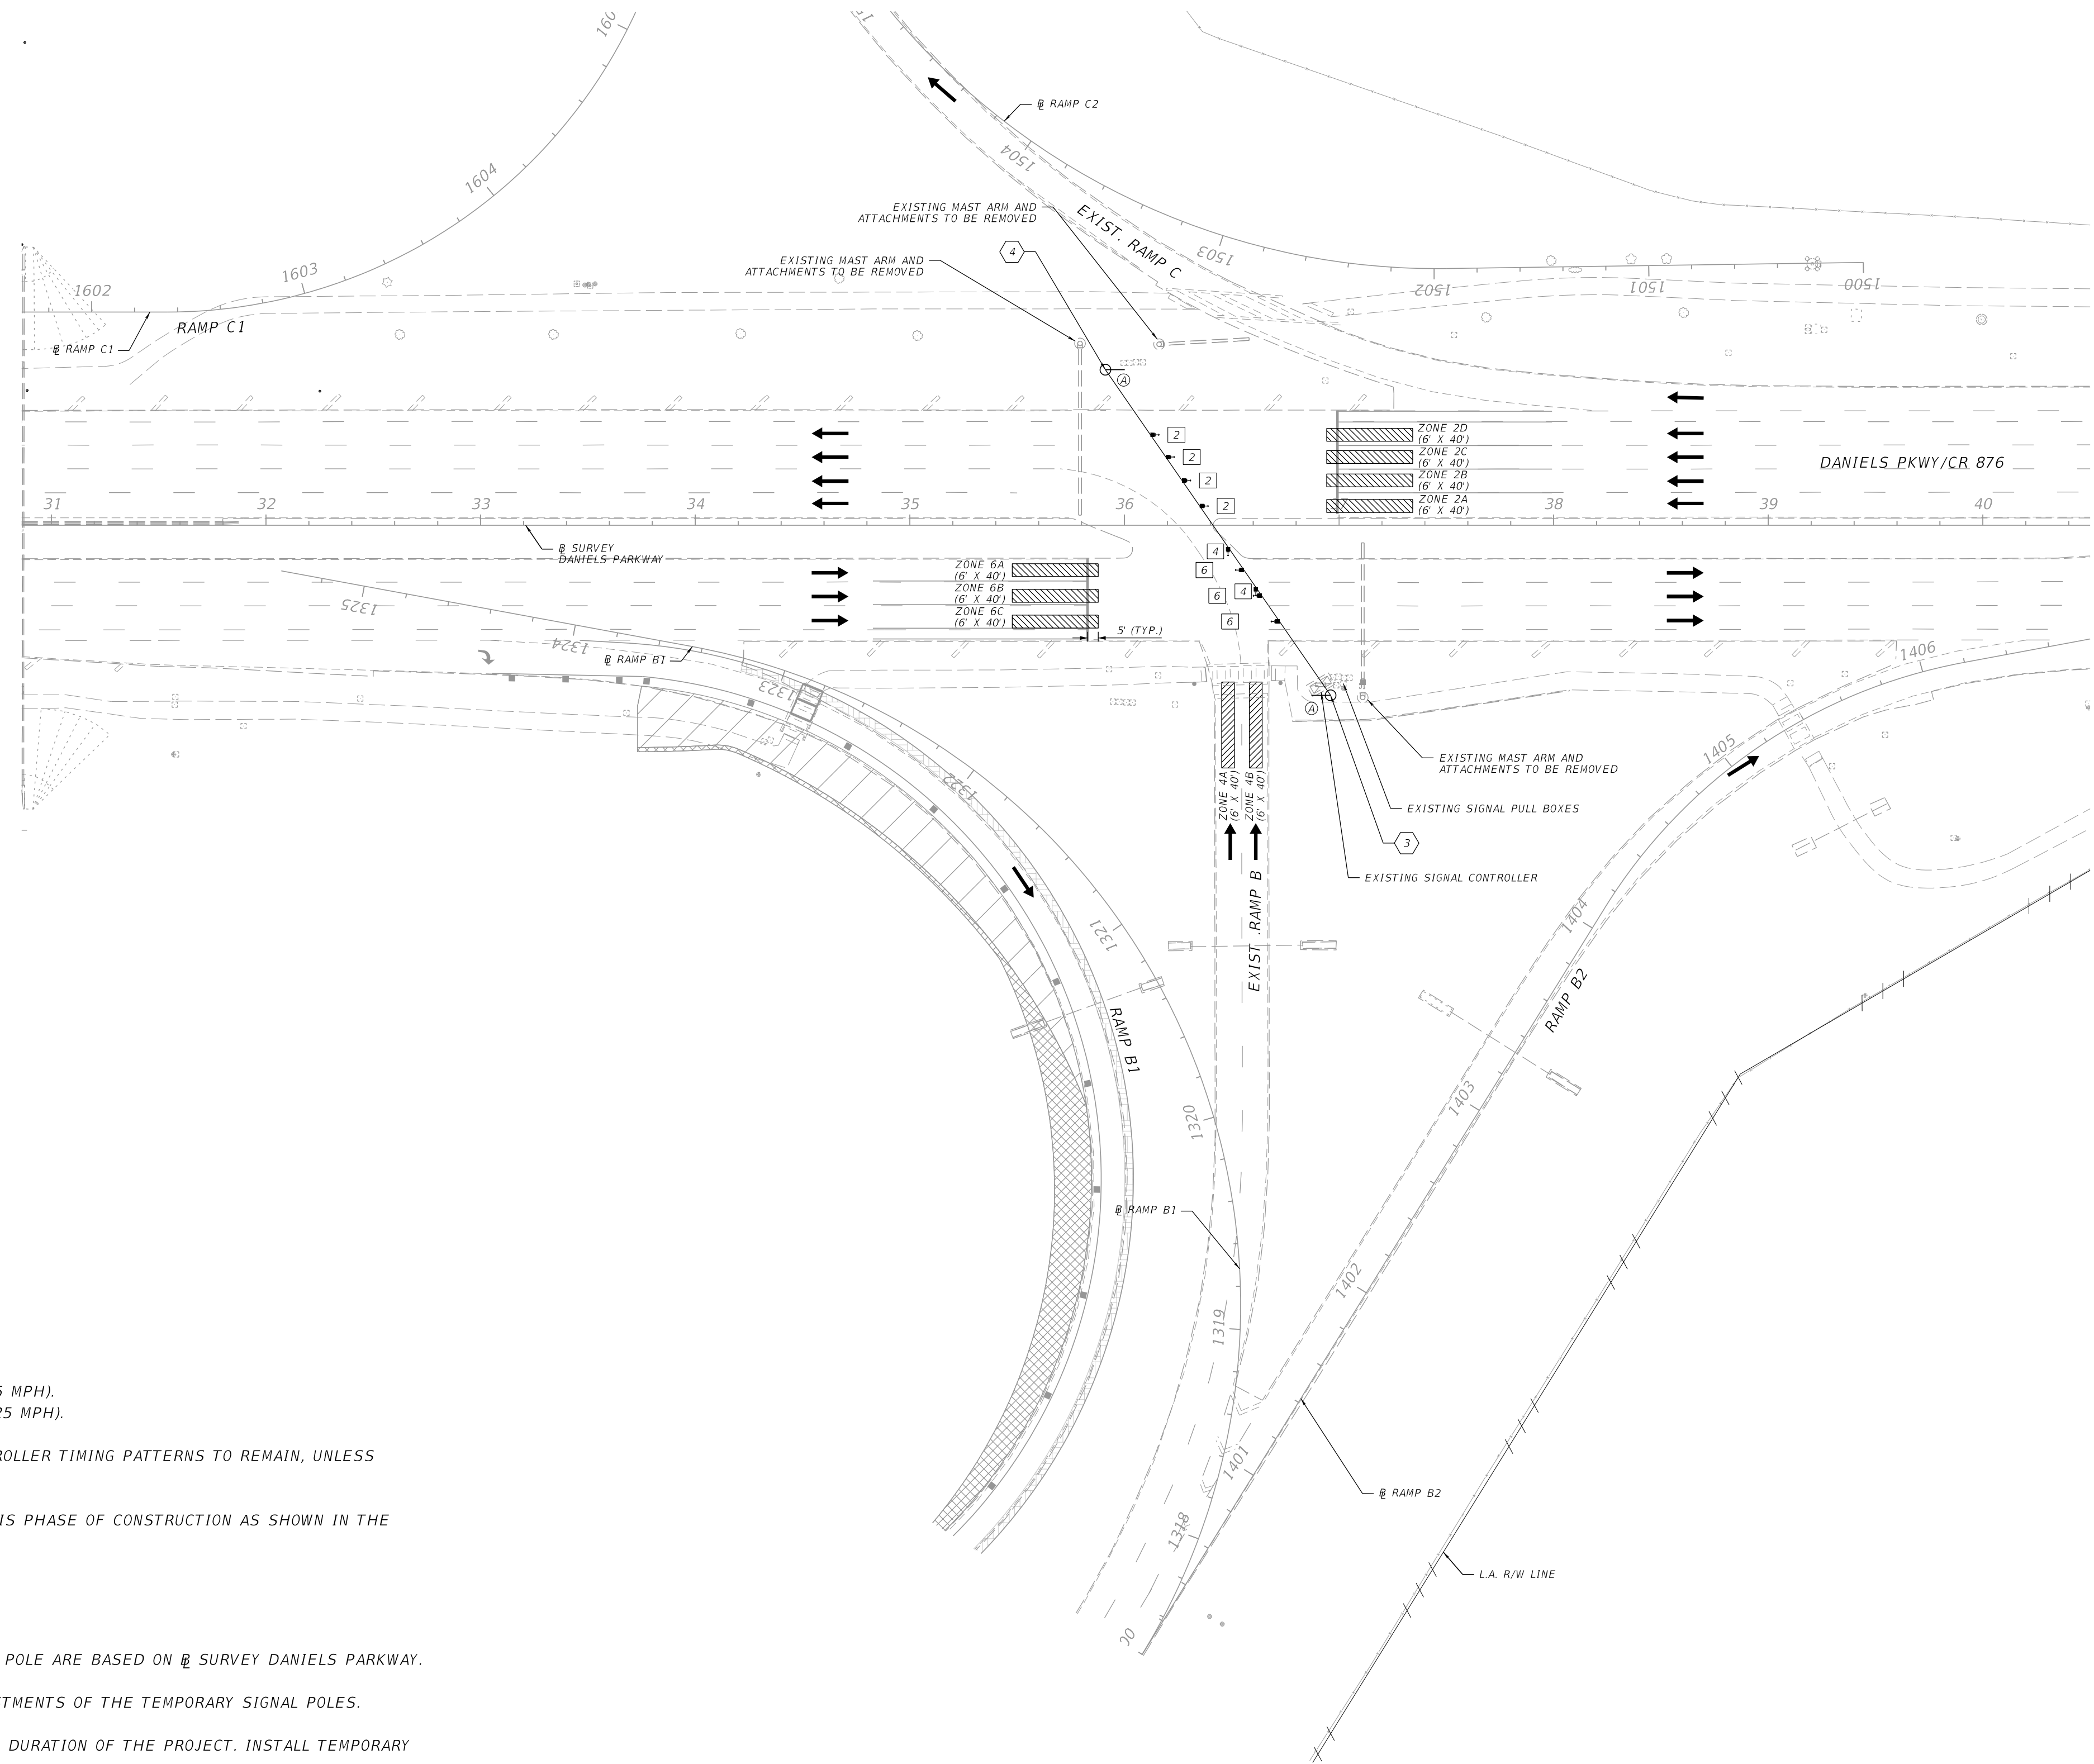 160
15
℄ RAMP C2
1504
1604
EXISTING MAST ARM AND
ATTACHMENTS TO BE REMOVED
EXIST. RAMP C
4
1503
EXISTING MAST ARM AND
ATTACHMENTS TO BE REMOVED
1603
1602
1502
1501
1500
RAMP C1
℄ RAMP C1
A
2
2
2
2
ZONE 2D
(6' X 40')
ZONE 2C
(6' X 40')
ZONE 2B
(6' X 40')
ZONE 2A
(6' X 40')
DANIELS PKWY/CR 876
31
32
33
34
35
36
38
39
40
℄ SURVEY
DANIELS PARKWAY
4
6
4
6
6
ZONE 6A
(6' X 40')
ZONE 6B
(6' X 40')
ZONE 6C
(6' X 40')
5' (TYP.)
1325
1324
℄ RAMP B1
1323
1406
A
1405
EXISTING MAST ARM AND
ATTACHMENTS TO BE REMOVED
1322
ZONE 4A
(6' X 40')
ZONE 4B
(6' X 40')
EXISTING SIGNAL PULL BOXES
3
EXISTING SIGNAL CONTROLLER
1404
1321
EXIST .RAMP B
RAMP B2
RAMP B1
1403
1320
℄ RAMP B1
1402
1319
1401
℄ RAMP B2
1318
L.A. R/W LINE
00
5 MPH).
25 MPH).
ROLLER TIMING PATTERNS TO REMAIN, UNLESS
IS PHASE OF CONSTRUCTION AS SHOWN IN THE
POLE ARE BASED ON ℄ SURVEY DANIELS PARKWAY.
TMENTS OF THE TEMPORARY SIGNAL POLES.
DURATION OF THE PROJECT. INSTALL TEMPORARY